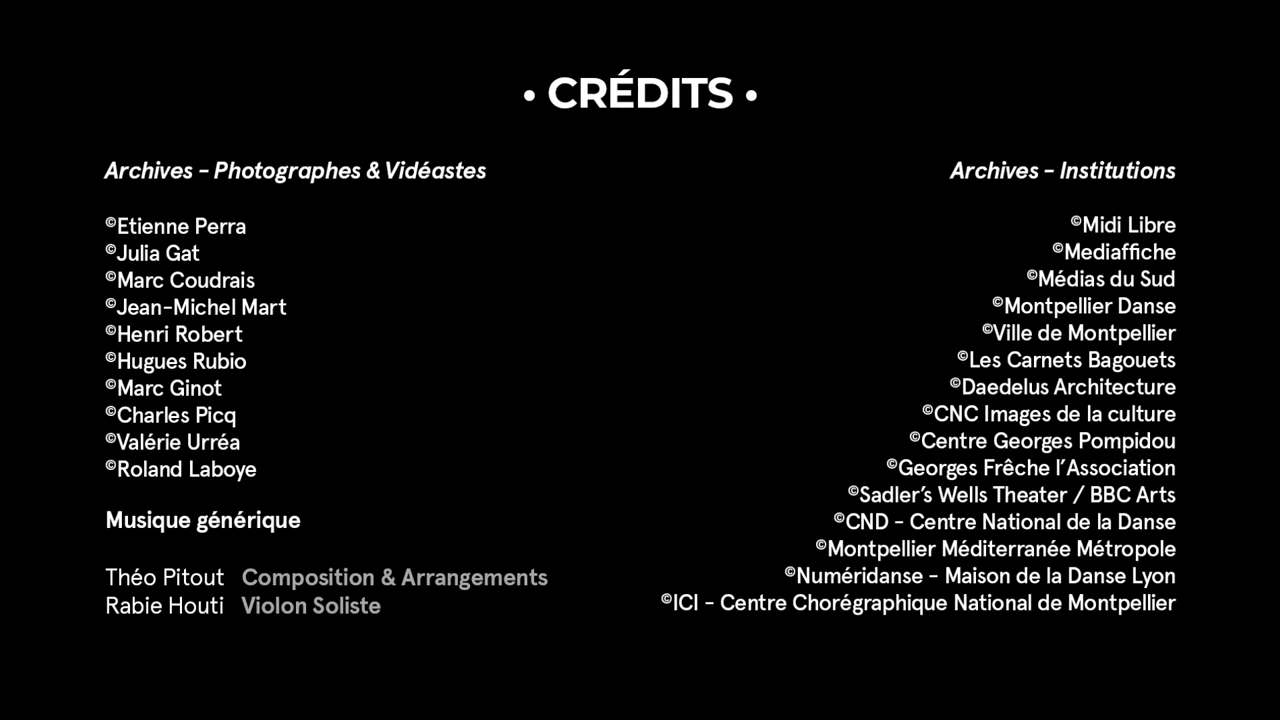 • CRÉDITS •
Archives - Photographes & Vidéastes
©Etienne Perra
©Julia Gat
©Marc Coudrais
©Jean-Michel Mart
©Henri Robert
©Hugues Rubio
©Marc Ginot
©Charles Picq
©Valérie Urréa
©Roland Laboye
Musique générique
Théo Pitout Composition & Arrangements
Rabie Houti Violon Soliste
Archives - Institutions
©Midi Libre
©Mediaffiche
©Médias du Sud
©Montpellier Danse
©Ville de Montpellier
©Les Carnets Bagouets
©Daedelus Architecture
©CNC Images de la culture
©Centre Georges Pompidou
©Georges Frêche l’Association
©Sadler’s Wells Theater / BBC Arts
©CND - Centre National de la Danse
©Montpellier Méditerranée Métropole
©Numéridanse - Maison de la Danse Lyon
©ICI - Centre Chorégraphique National de Montpellier